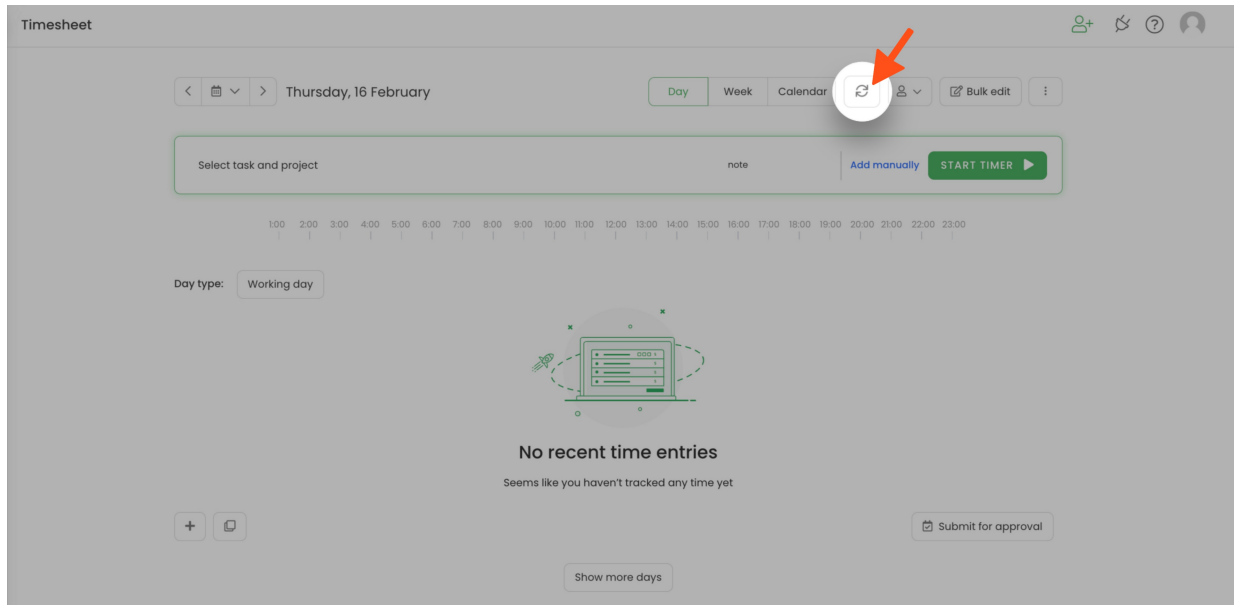 Timesheet
Thursday, 16 February
Day Week Calendar Bulk edit
Select task and project note Add manually START TIMER
1:00 2:00 3:00 4:00 5:00 6:00 7:00 8:00 9:00 10:00 11:00 12:00 13:00 14:00 15:00 16:00 17:00 18:00 19:00 20:00 21:00 22:00 23:00
Day type: Working day
No recent time entries
Seems like you haven't tracked any time yet
Submit for approval
Show more days